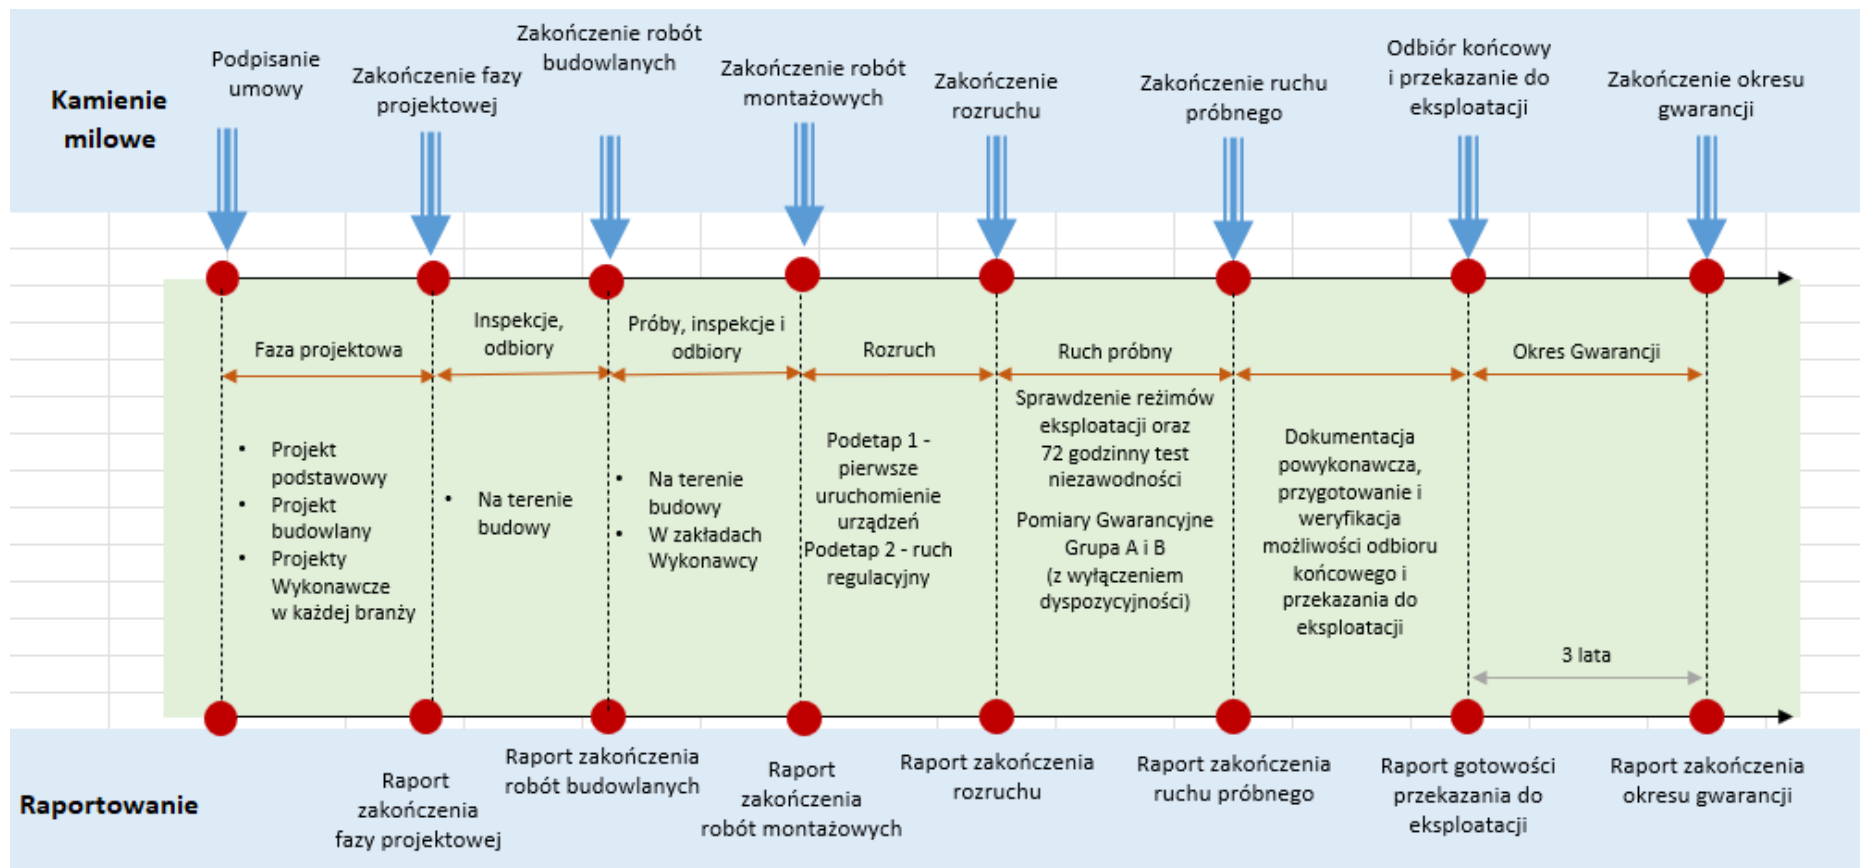 Kamienie
milowe
Podpisanie
umowy
Zakończenie fazy
projektowej
Zakończenie robót
budowlanych
Zakończenie robót
montażowych
Zakończenie
rozruchu
Zakończenie ruchu
próbnego
Odbiór końcowy
i przekazanie do
eksploatacji
Zakończenie okresu
gwarancji
Faza projektowa
Inspekcje,
odbiory
Próby, inspekcje i
odbiory
Rozruch
Ruch próbny
Okres Gwarancji
• Projekt
podstawowy
• Projekt
budowlany
• Projekty
Wykonawcze
w każdej branży
• Na terenie
budowy
• Na terenie
budowy
• W zakładach
Wykonawcy
Podetap 1 -
pierwsze
uruchomienie
urządzeń
Podetap 2 - ruch
regulacyjny
Sprawdzenie reżimów
eksploatacji oraz
72 godzinny test
niezawodności
Pomiary Gwarancyjne
Grupa A i B
(z wyłączeniem
dyspozycyjności)
Dokumentacja
powykonawcza,
przygotowanie i
weryfikacja
możliwości odbioru
końcowego i
przekazania do
eksploatacji
3 lata
Raportowanie
Raport
zakończenia
fazy projektowej
Raport zakończenia
robót budowlanych
Raport
zakończenia
robót montażowych
Raport zakończenia
rozruchu
Raport zakończenia
ruchu próbnego
Raport gotowości
przekazania do
eksploatacji
Raport zakończenia
okresu gwarancji